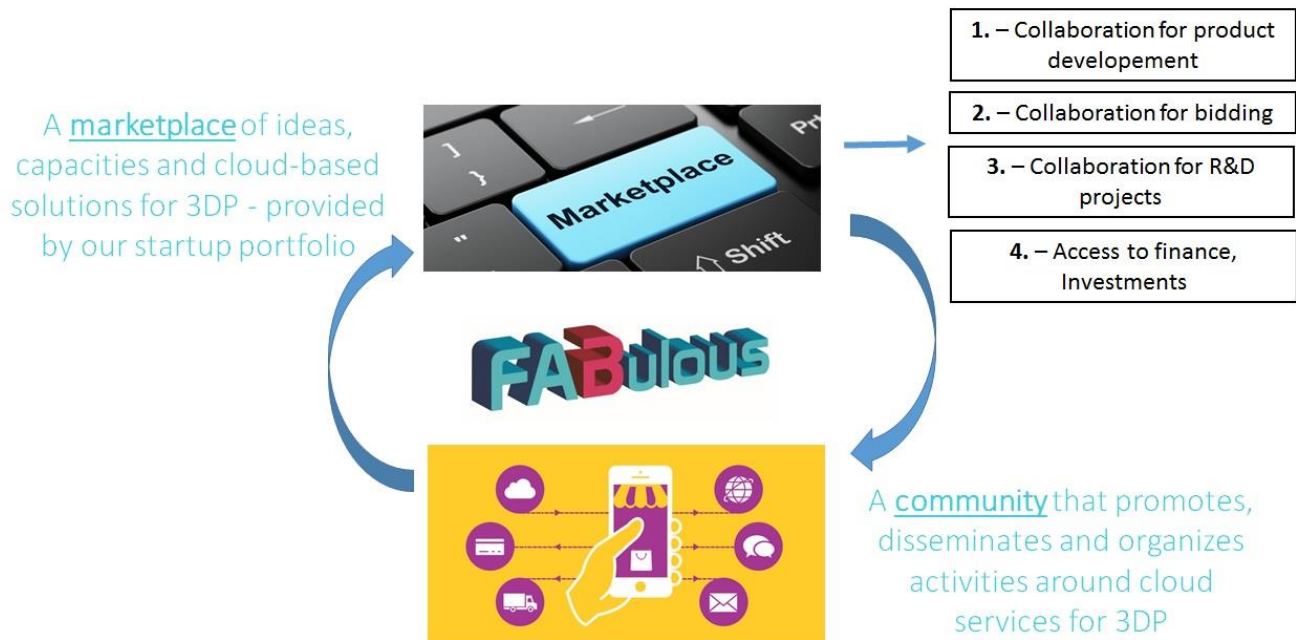 A marketplace of ideas,
capacities and cloud-based
solutions for 3DP - provided
by our startup portfolio
]
}
"
Marketplace
Prt
Shift
1. – Collaboration for product
developement
2. – Collaboration for bidding
3. – Collaboration for R&D
projects
4. – Access to finance,
Investments
FABulous
A community that promotes,
disseminates and organizes
activities around cloud
services for 3DP